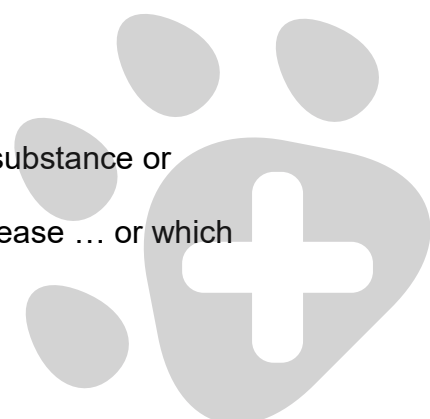 substance or
ease … or which